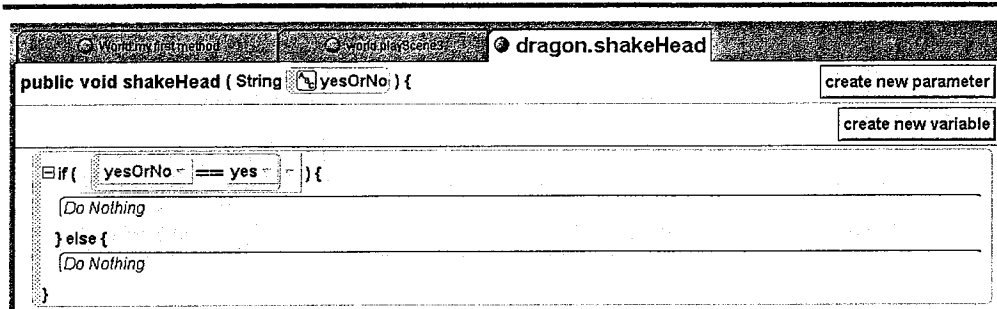 World.my first method world.playScene3 dragon.shakeHead
public void shakeHead ( String yesOrNo ) { create new parameter
create new variable
if ( yesOrNo == yes ) {
Do Nothing
} else {
Do Nothing
}